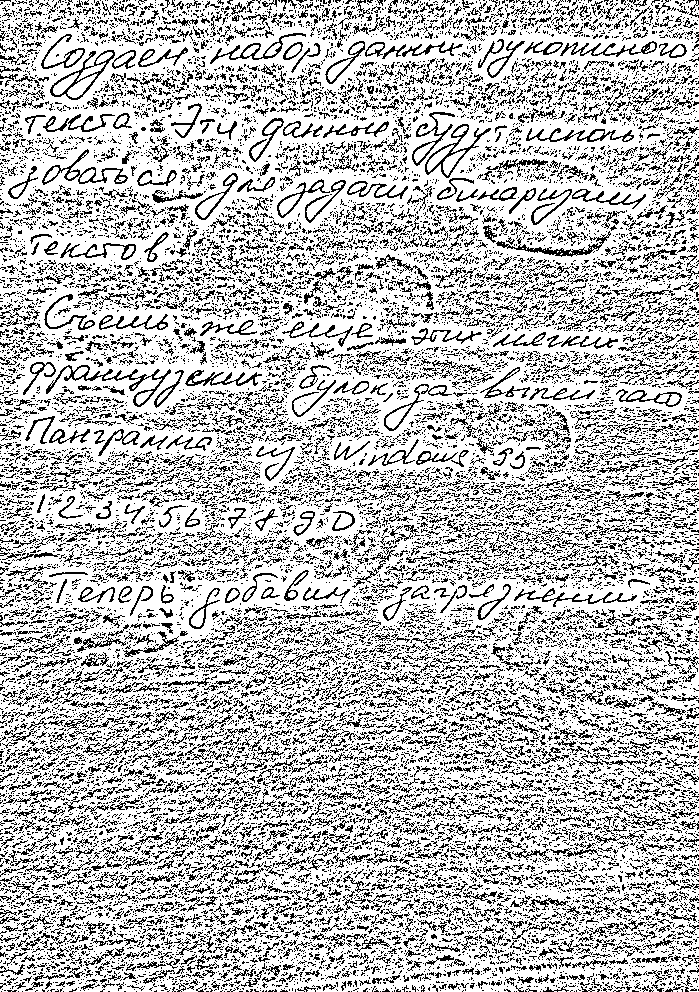 Создаем набор данных рукописного
текста. Эти данные будут исполь-
зоваться для задачи бинаризации
текстов.
Съешь же ещё этих мягких
французских булок, да выпей чаю
Панграмма из Windows 95
1 2 3 4 5 6 7 8 9 0
Теперь добавим загрязнений